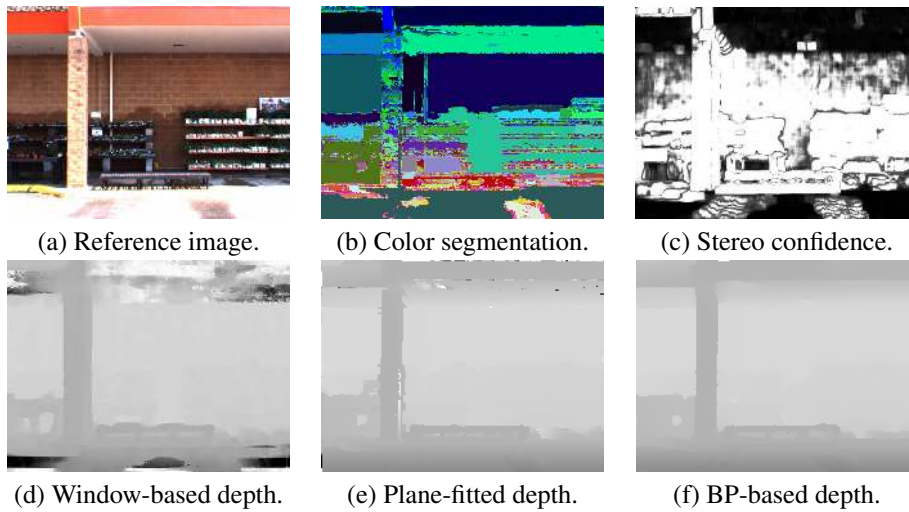 (a) Reference image.
(b) Color segmentation.
(c) Stereo confidence.
(d) Window-based depth.
(e) Plane-fitted depth.
(f) BP-based depth.